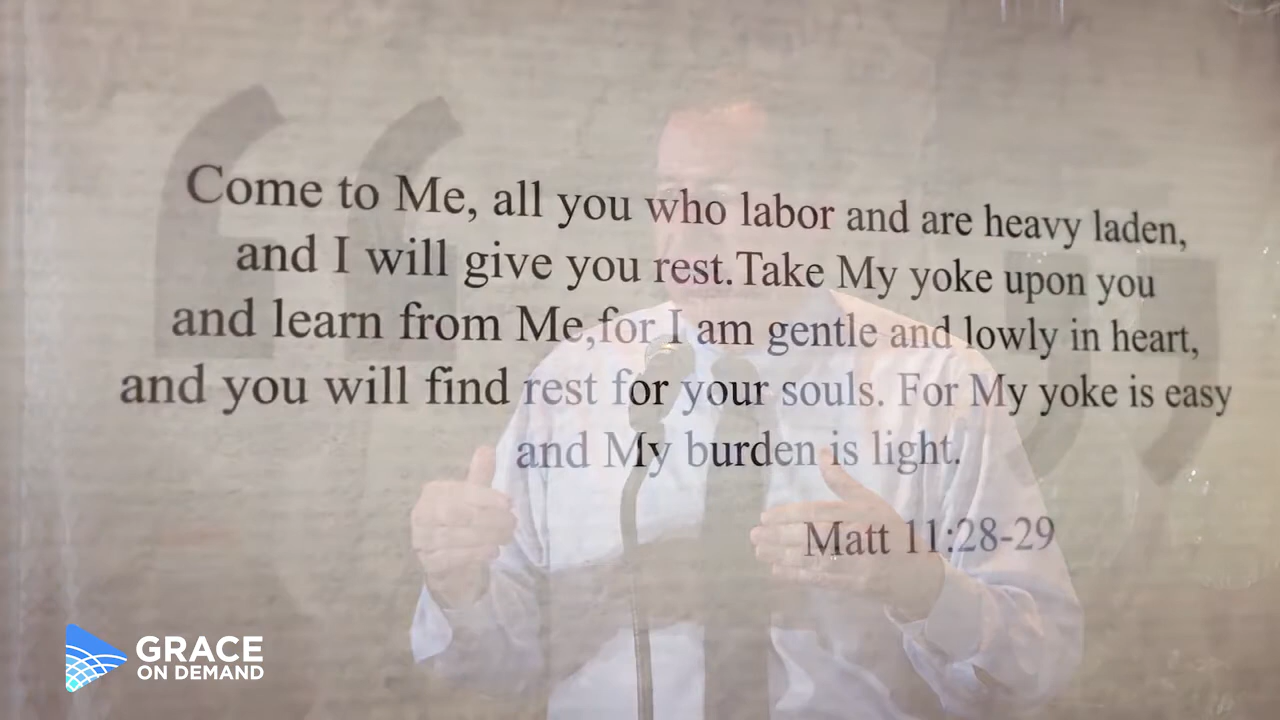 Come to Me, all you who labor and are heavy laden,
and I will give you rest.Take My yoke upon you
and learn from Me,for I am gentle and lowly in heart,
and you will find rest for your souls. For My yoke is easy
and My burden is light.
Matt 11:28-29
GRACE
ON DEMAND